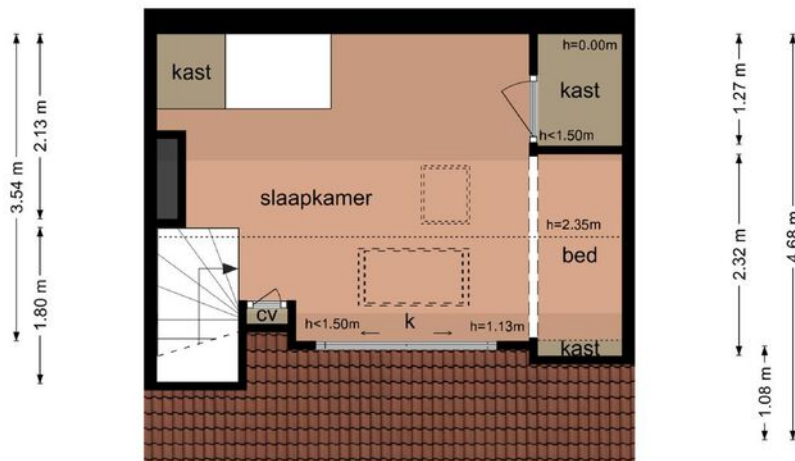 h=0.00m
kast
kast
h<1.50m
slaapkamer
h=2.35m
bed
cv
h<1.50m
k
h=1.13m
kast
3.54 m
2.13 m
1.80 m
1.27 m
2.32 m
4.68 m
1.08 m